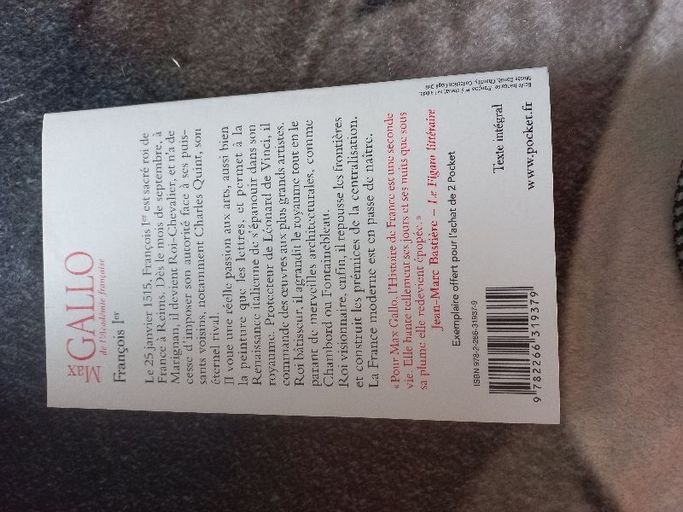 Max GALLO
de l'Académie française
François Ier
Le 25 janvier 1515, François Ier est sacré roi de
France à Reims. Dès le mois de septembre, à
Marignan, il devient Roi-Chevalier, et n'a de
cesse d'imposer son autorité face à ses puis-
sants voisins, notamment Charles Quint, son
éternel rival.
Il voue une réelle passion aux arts, aussi bien
la peinture que les lettres, et permet à la
Renaissance italienne de s'épanouir dans son
royaume. Protecteur de Léonard de Vinci, il
commande des œuvres aux plus grands artistes.
Roi bâtisseur, il agrandit le royaume tout en le
parant de merveilles architecturales, comme
Chambord ou Fontainebleau.
Roi visionnaire, enfin, il repousse les frontières
et construit les prémices de la centralisation.
La France moderne est en passe de naître.
« Pour Max Gallo, l'Histoire de France est une seconde
vie. Elle hante tellement ses jours et ses nuits que sous
sa plume elle redevient épopée. »
Jean-Marc Bastière – Le Figaro littéraire
Exemplaire offert pour l'achat de 2 Pocket
ISBN 978-2-266-31937-9
9 782266 319379
Texte intégral
www.pocket.fr